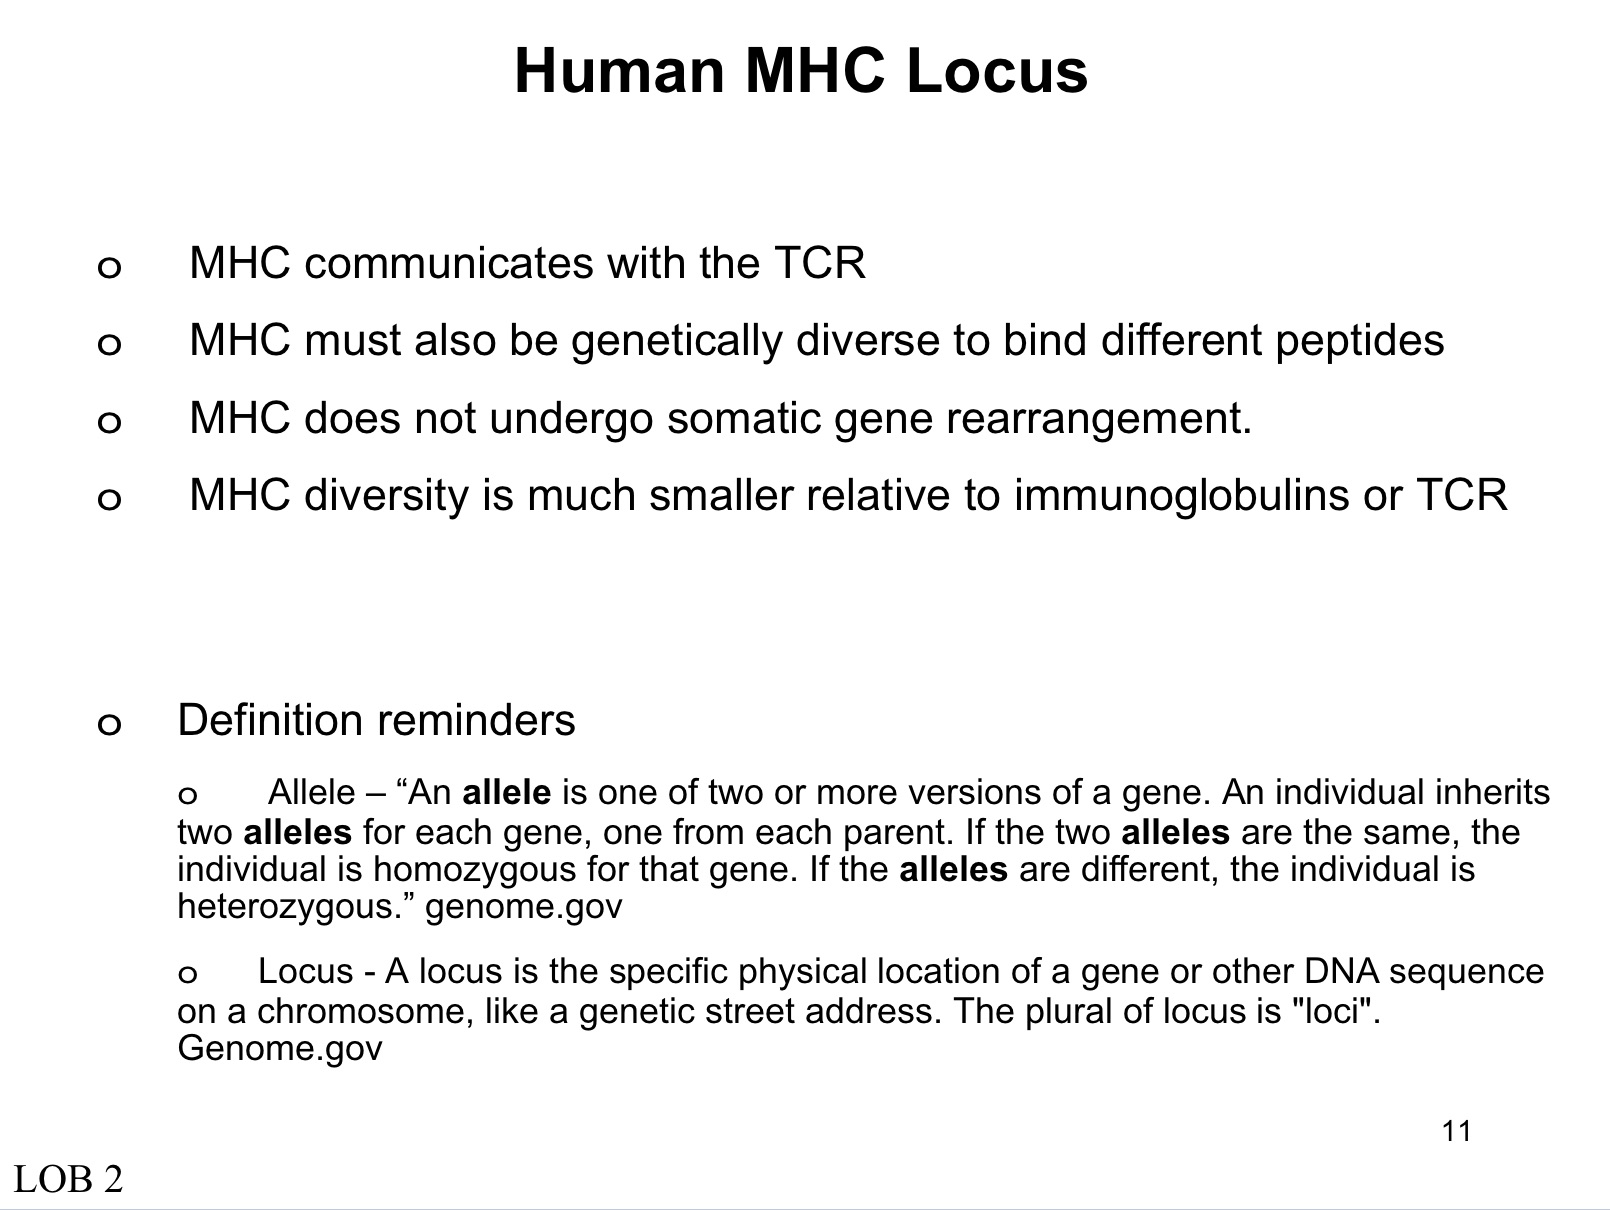 Human MHC Locus
o MHC communicates with the TCR
o MHC must also be genetically diverse to bind different peptides
o MHC does not undergo somatic gene rearrangement.
o MHC diversity is much smaller relative to immunoglobulins or TCR
o Definition reminders
o Allele – “An allele is one of two or more versions of a gene. An individual inherits
two alleles for each gene, one from each parent. If the two alleles are the same, the
individual is homozygous for that gene. If the alleles are different, the individual is
heterozygous.” genome.gov
o Locus - A locus is the specific physical location of a gene or other DNA sequence
on a chromosome, like a genetic street address. The plural of locus is "loci".
Genome.gov
11
LOB 2